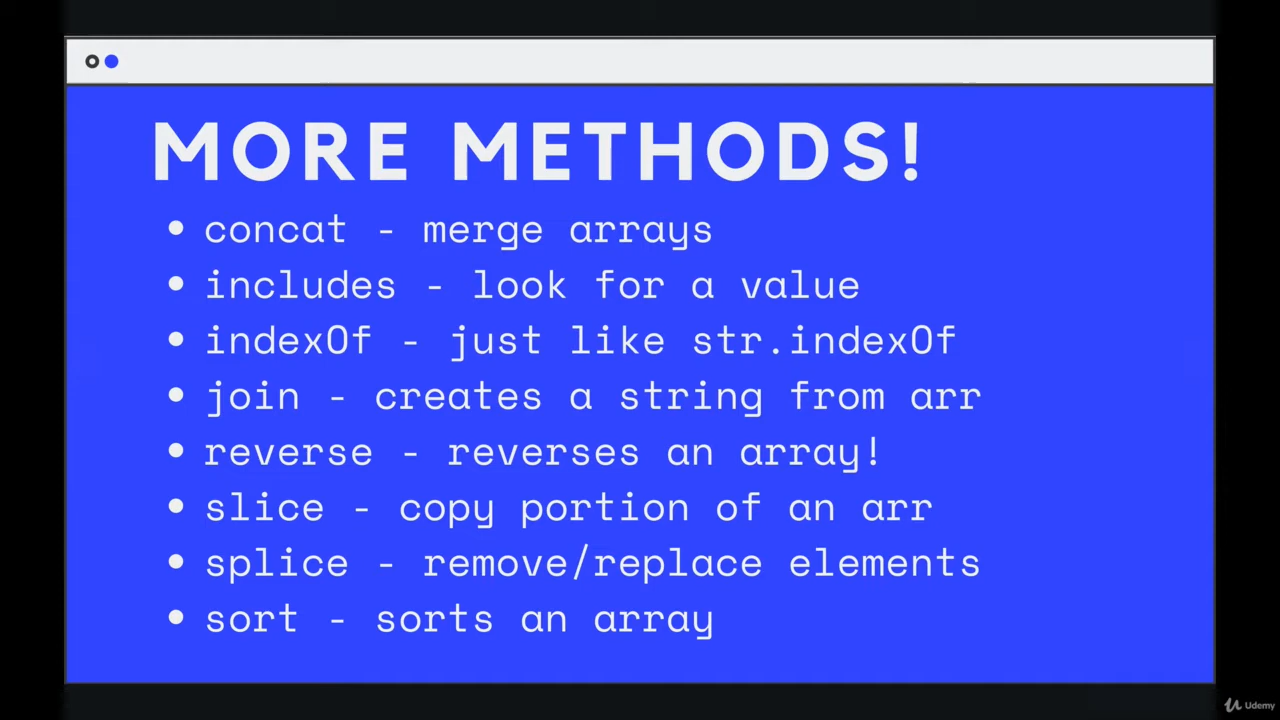 MORE METHODS!
• concat - merge arrays
• includes - look for a value
• indexOf - just like str.indexOf
• join - creates a string from arr
• reverse - reverses an array!
• slice - copy portion of an arr
• splice - remove/replace elements
• sort - sorts an array
Udemy